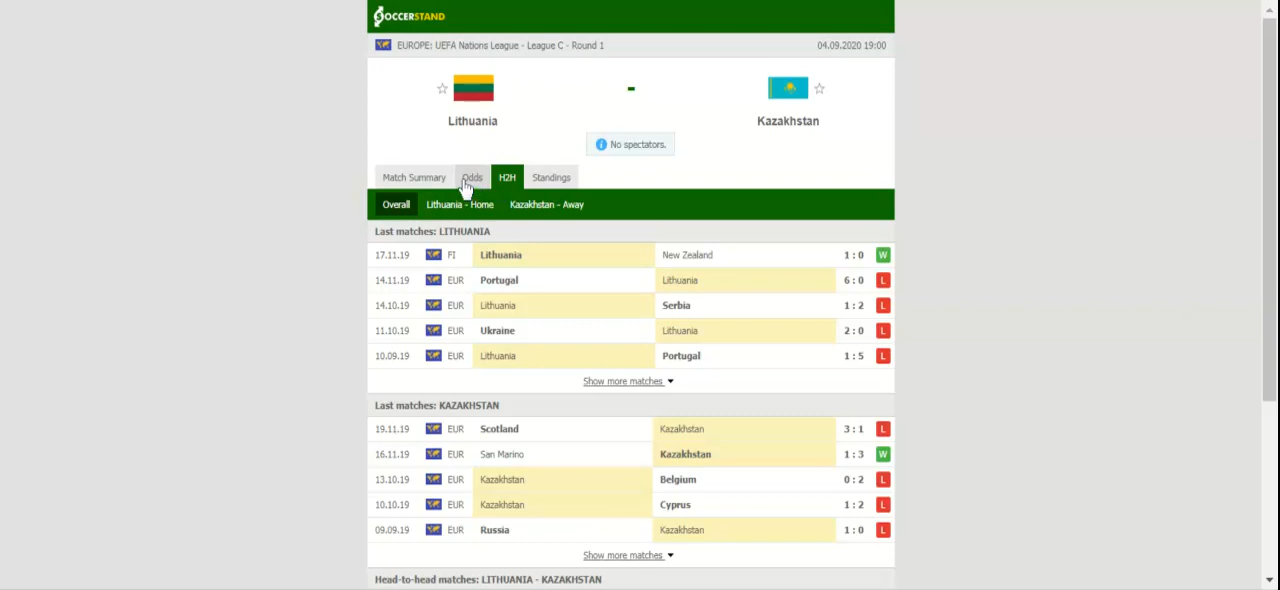 SOCCERSTAND
EUROPE: UEFA Nations League - League C - Round 1 04.09.2020 19:00
-
Lithuania Kazakhstan
No spectators.
Match Summary Odds H2H Standings
Overall Lithuania - Home Kazakhstan - Away
Last matches: LITHUANIA
17.11.19 FI Lithuania New Zealand 1 : 0 W
14.11.19 EUR Portugal Lithuania 6 : 0 L
14.10.19 EUR Lithuania Serbia 1 : 2 L
11.10.19 EUR Ukraine Lithuania 2 : 0 L
10.09.19 EUR Lithuania Portugal 1 : 5 L
Show more matches
Last matches: KAZAKHSTAN
19.11.19 EUR Scotland Kazakhstan 3 : 1 L
16.11.19 EUR San Marino Kazakhstan 1 : 3 W
13.10.19 EUR Kazakhstan Belgium 0 : 2 L
10.10.19 EUR Kazakhstan Cyprus 1 : 2 L
09.09.19 EUR Russia Kazakhstan 1 : 0 L
Show more matches
Head-to-head matches: LITHUANIA - KAZAKHSTAN